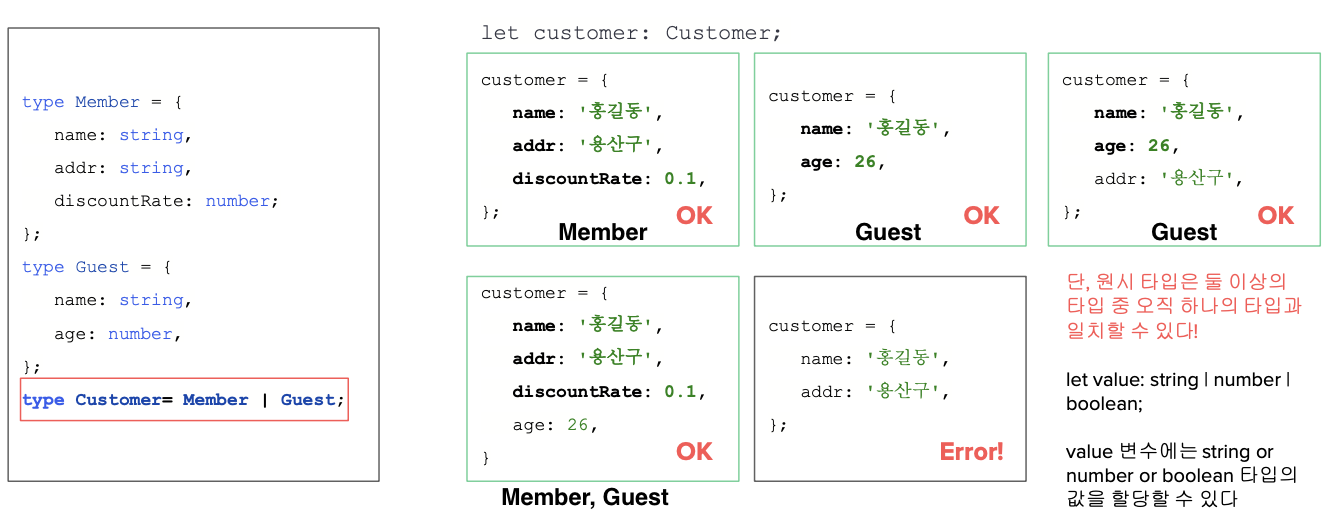 type Member = {
name: string,
addr: string,
discountRate: number;
};
type Guest = {
name: string,
age: number,
};
type Customer= Member | Guest;
let customer: Customer;
customer = {
name: '홍길동',
addr: '용산구',
discountRate: 0.1,
};
OK
Member
customer = {
name: '홍길동',
age: 26,
};
OK
Guest
customer = {
name: '홍길동',
age: 26,
addr: '용산구',
};
OK
Guest
customer = {
name: '홍길동',
addr: '용산구',
discountRate: 0.1,
age: 26,
}
OK
Member, Guest
customer = {
name: '홍길동',
addr: '용산구',
};
Error!
단, 원시 타입은 둘 이상의
타입 중 오직 하나의 타입과
일치할 수 있다!
let value: string | number |
boolean;
value 변수에는 string or
number or boolean 타입의
값을 할당할 수 있다